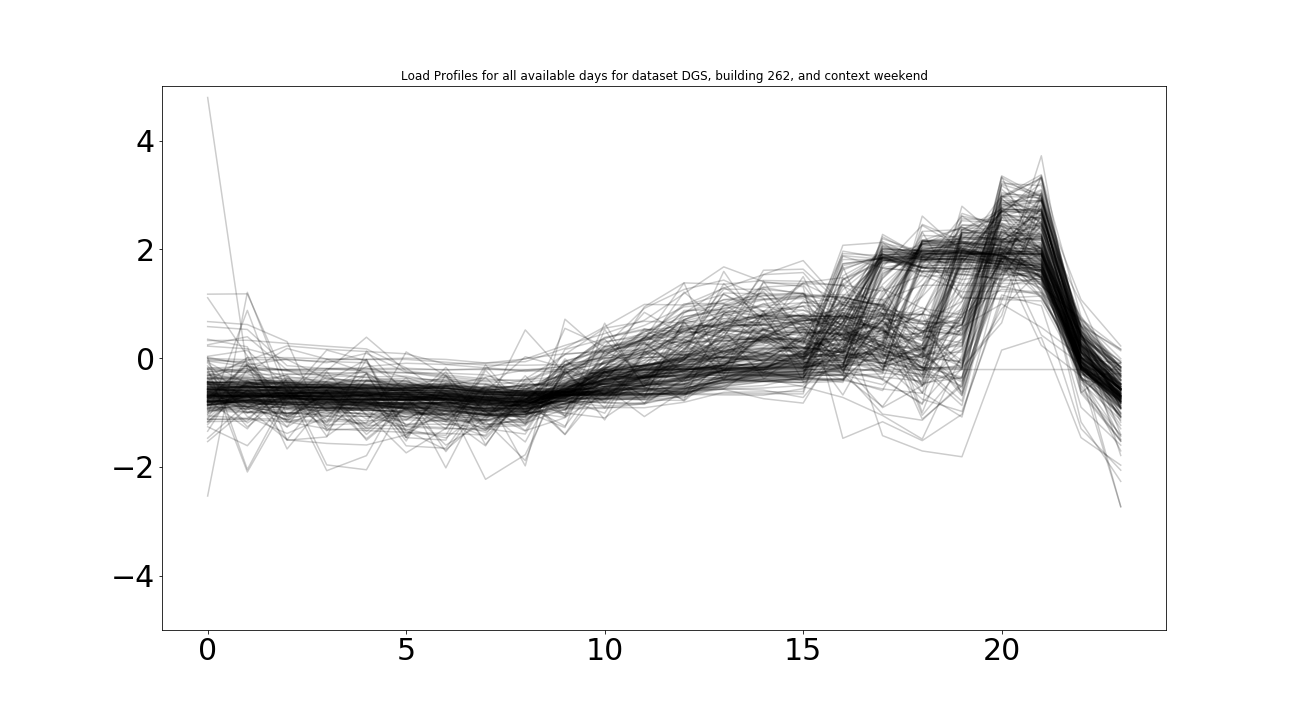 Load Profiles for all available days for dataset DGS, building 262, and context weekend
4
2
0
−2
−4
0 5 10 15 20